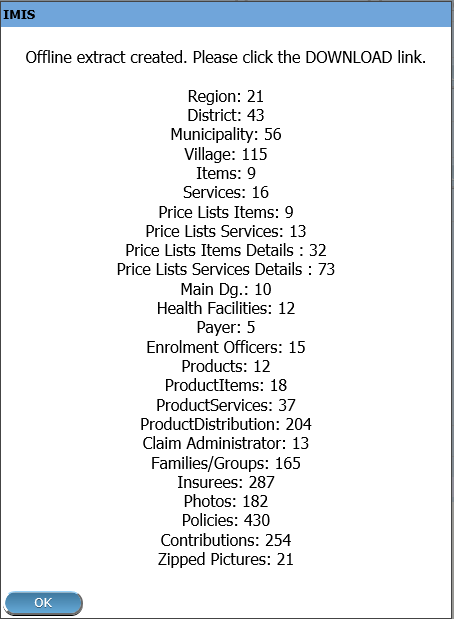 IMIS
Offline extract created. Please click the DOWNLOAD link.
Region: 21
District: 43
Municipality: 56
Village: 115
Items: 9
Services: 16
Price Lists Items: 9
Price Lists Services: 13
Price Lists Items Details : 32
Price Lists Services Details : 73
Main Dg.: 10
Health Facilities: 12
Payer: 5
Enrolment Officers: 15
Products: 12
ProductItems: 18
ProductServices: 37
ProductDistribution: 204
Claim Administrator: 13
Families/Groups: 165
Insurees: 287
Photos: 182
Policies: 430
Contributions: 254
Zipped Pictures: 21
OK